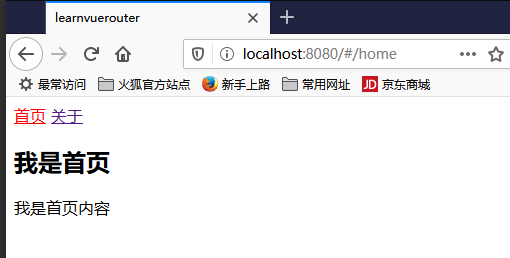 learnvuerouter
localhost:8080/#/home
最常访问 火狐官方站点 新手上路 常用网址 JD 京东商城
首页 关于
我是首页
我是首页内容